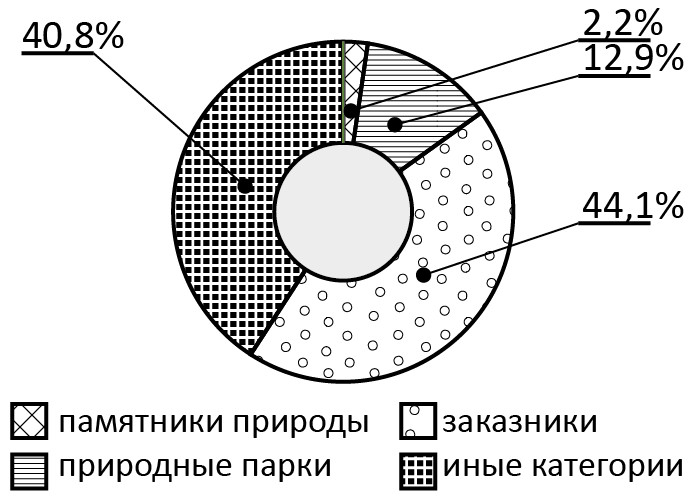 40,8%
2,2%
12,9%
44,1%
памятники природы
заказники
природные парки
иные категории